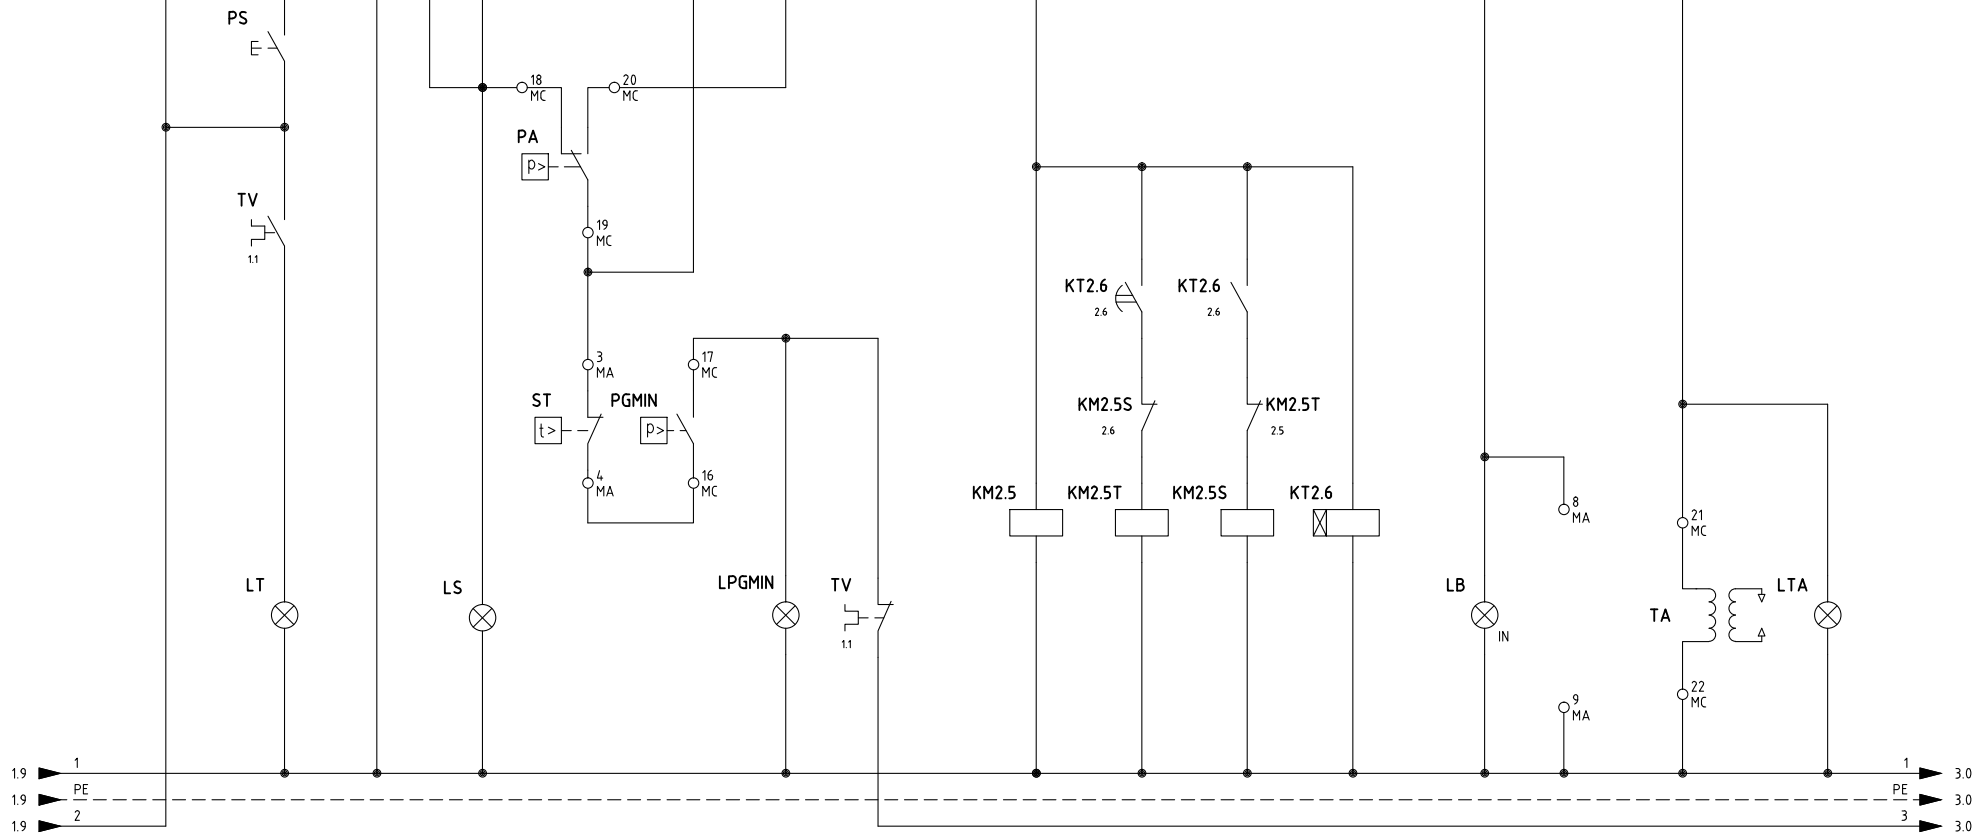 PS
18
MC
20
MC
PA
p>
TV
1.1
19
MC
KT2.6
2.6
KT2.6
2.6
3
MA
17
MC
ST
PGMIN
t>
p>
KM2.5S
2.6
KM2.5T
2.5
4
MA
16
MC
KM2.5
KM2.5T
KM2.5S
KT2.6
8
MA
21
MC
LT
LS
LPGMIN
TV
1.1
LB
IN
TA
LTA
22
MC
9
MA
1.9
1
1
3.0
1.9
PE
PE
3.0
1.9
2
3
3.0